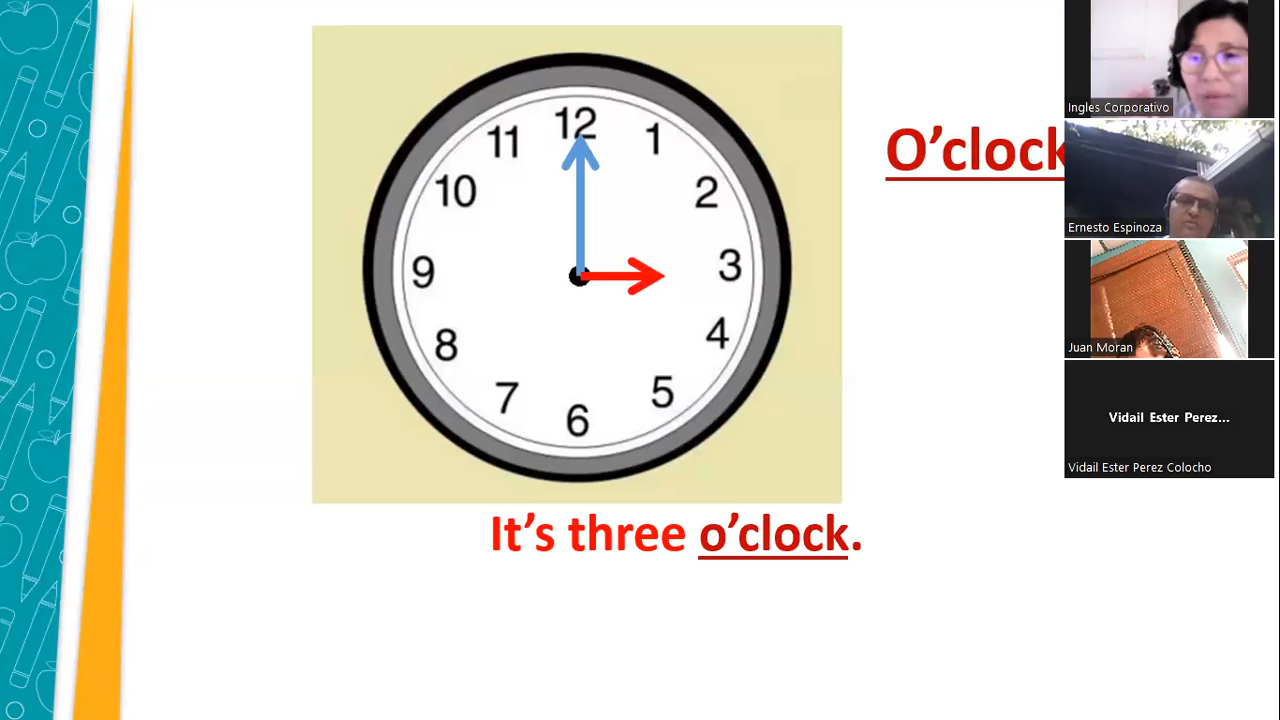 12
11
1
10
2
9
3
8
4
7
5
6
O’clock
It’s three o’clock.
Ingles Corporativo
Ernesto Espinoza
Juan Moran
Vidail Ester Perez...
Vidail Ester Perez Colocho